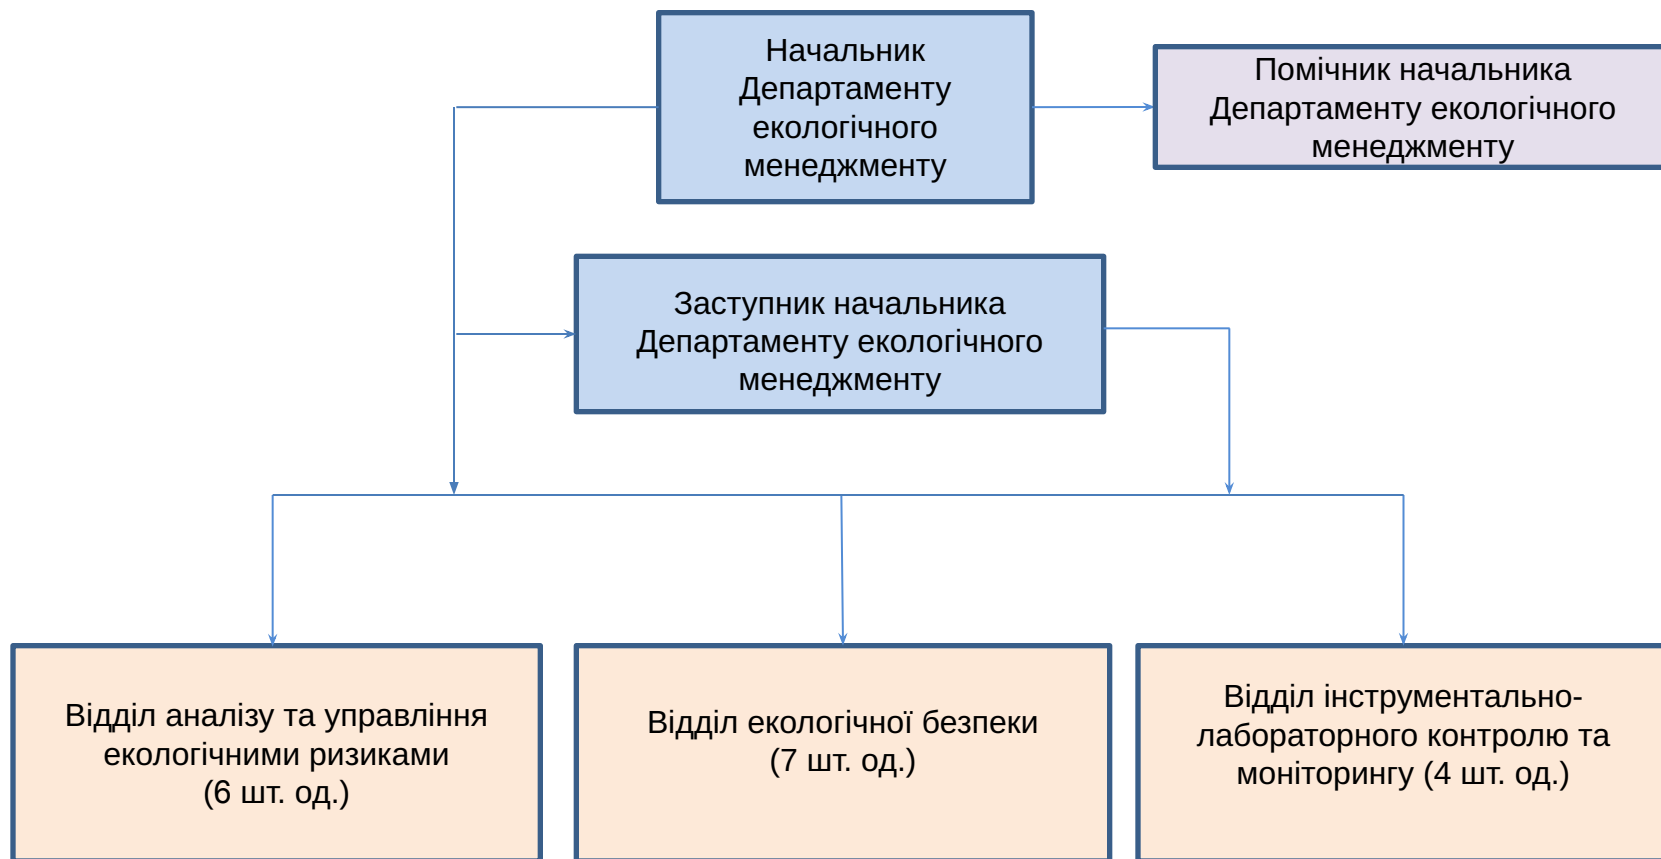 Начальник
Департаменту
екологічного
менеджменту
Помічник начальника
Департаменту екологічного
менеджменту
Заступник начальника
Департаменту екологічного
менеджменту
Відділ аналізу та управління
екологічними ризиками
(6 шт. од.)
Відділ екологічної безпеки
(7 шт. од.)
Відділ інструментально-
лабораторного контролю та
моніторингу (4 шт. од.)